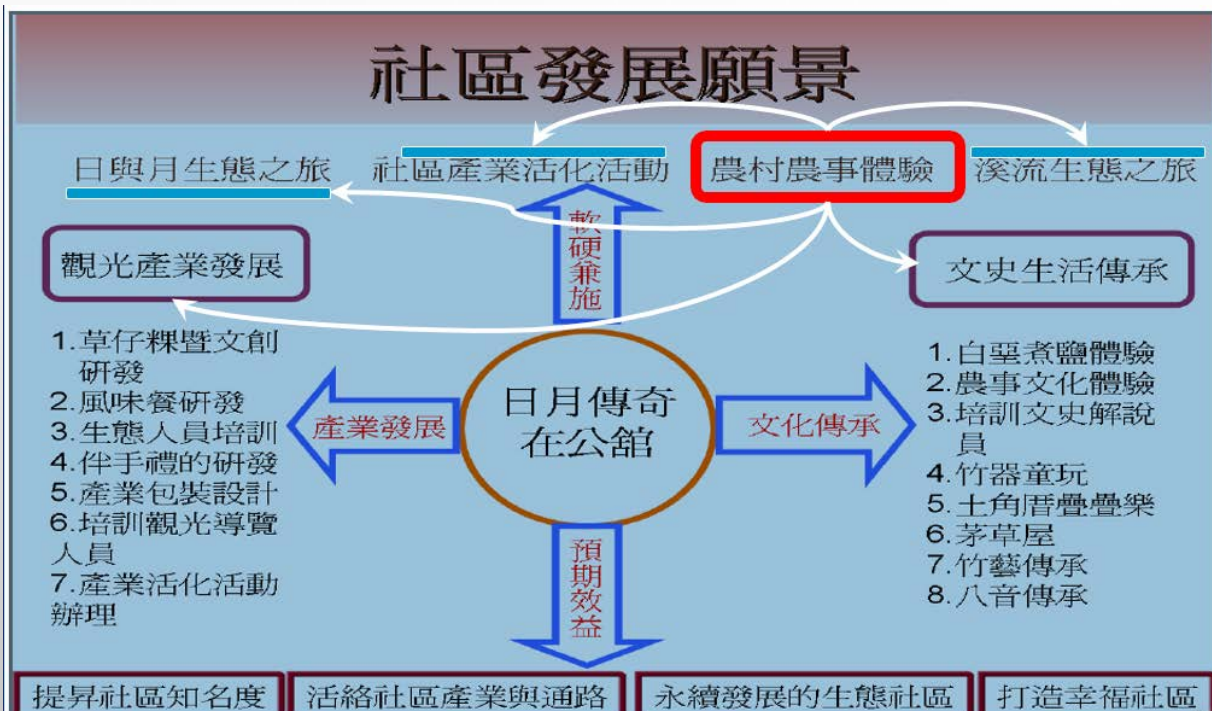 社區發展願景
日與月生態之旅
社區產業活化活動
農村農事體驗
溪流生態之旅
軟硬兼施
觀光產業發展
文史生活傳承
1.草仔粿暨文創
研發
2.風味餐研發
3.生態人員培訓
4.伴手禮的研發
5.產業包裝設計
6.培訓觀光導覽
人員
7.產業活化活動
辦理
產業發展
日月傳奇
在公館
文化傳承
1.白堊煮鹽體驗
2.農事文化體驗
3.培訓文史解說
員
4.竹器童玩
5.土角厝疊疊樂
6.茅草屋
7.竹藝傳承
8.八音傳承
預期效益
提昇社區知名度
活絡社區產業與通路
永續發展的生態社區
打造幸福社區